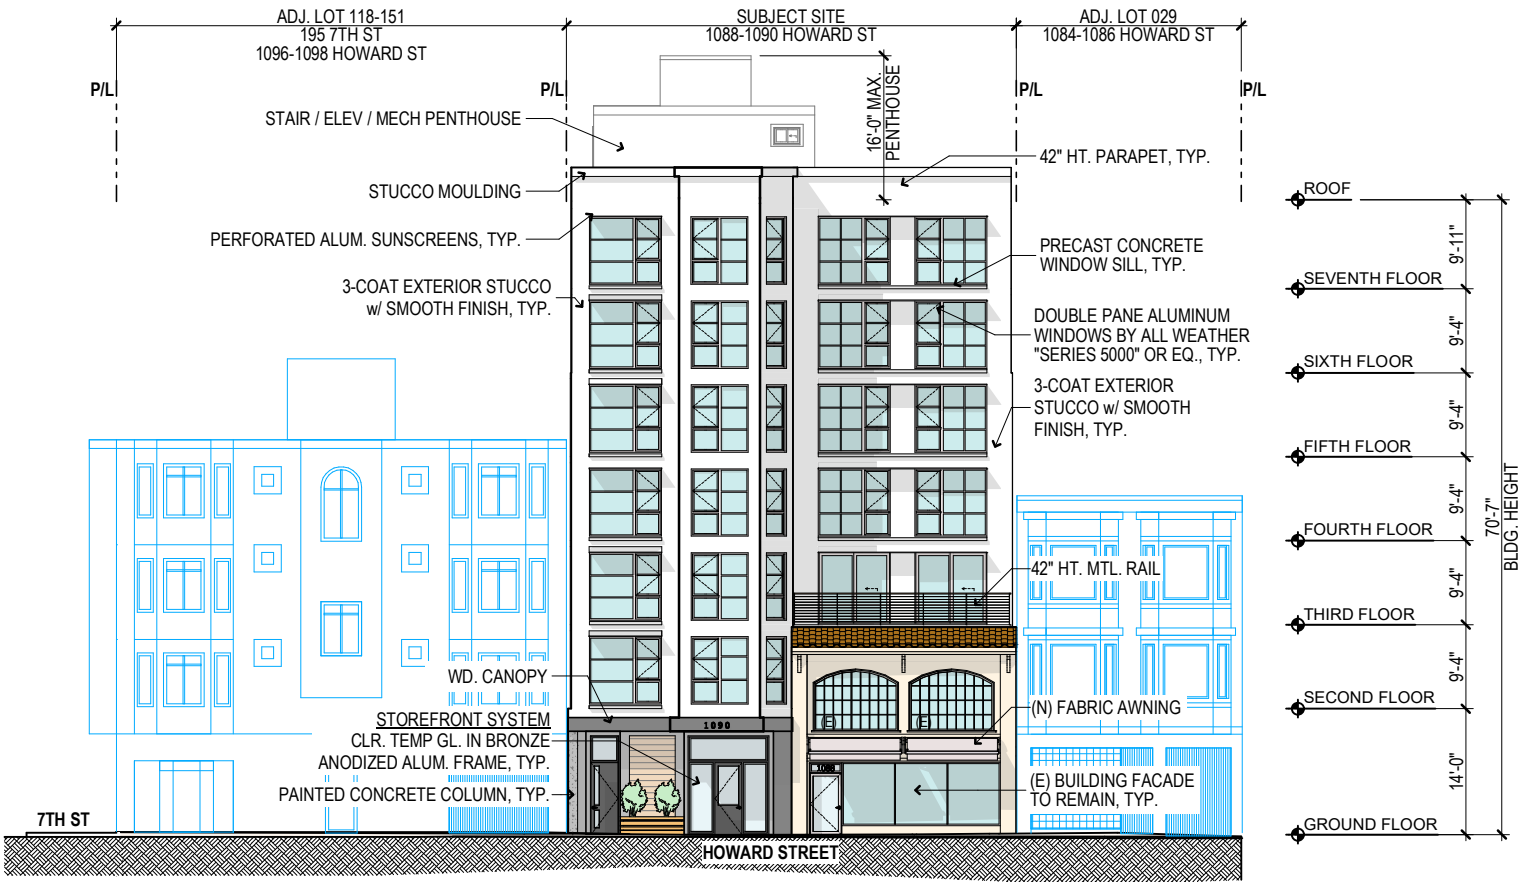 ADJ. LOT 118-151
195 7TH ST
1096-1098 HOWARD ST
SUBJECT SITE
1088-1090 HOWARD ST
ADJ. LOT 029
1084-1086 HOWARD ST
P/L
P/L
P/L
P/L
16'-0" MAX.
PENTHOUSE
STAIR / ELEV / MECH PENTHOUSE
STUCCO MOULDING
PERFORATED ALUM. SUNSCREENS, TYP.
3-COAT EXTERIOR STUCCO
w/ SMOOTH FINISH, TYP.
42" HT. PARAPET, TYP.
PRECAST CONCRETE
WINDOW SILL, TYP.
DOUBLE PANE ALUMINUM
WINDOWS BY ALL WEATHER
"SERIES 5000" OR EQ., TYP.
3-COAT EXTERIOR
STUCCO w/ SMOOTH
FINISH, TYP.
42" HT. MTL. RAIL
(N) FABRIC AWNING
(E) BUILDING FACADE
TO REMAIN, TYP.
WD. CANOPY
STOREFRONT SYSTEM
CLR. TEMP GL. IN BRONZE
ANODIZED ALUM. FRAME, TYP.
PAINTED CONCRETE COLUMN, TYP.
1090
1088
(E)
(E)
7TH ST
HOWARD STREET
ROOF
SEVENTH FLOOR
SIXTH FLOOR
FIFTH FLOOR
FOURTH FLOOR
THIRD FLOOR
SECOND FLOOR
GROUND FLOOR
9'-11"
9'-4"
9'-4"
9'-4"
9'-4"
9'-4"
14'-0"
70'-7"
BLDG. HEIGHT